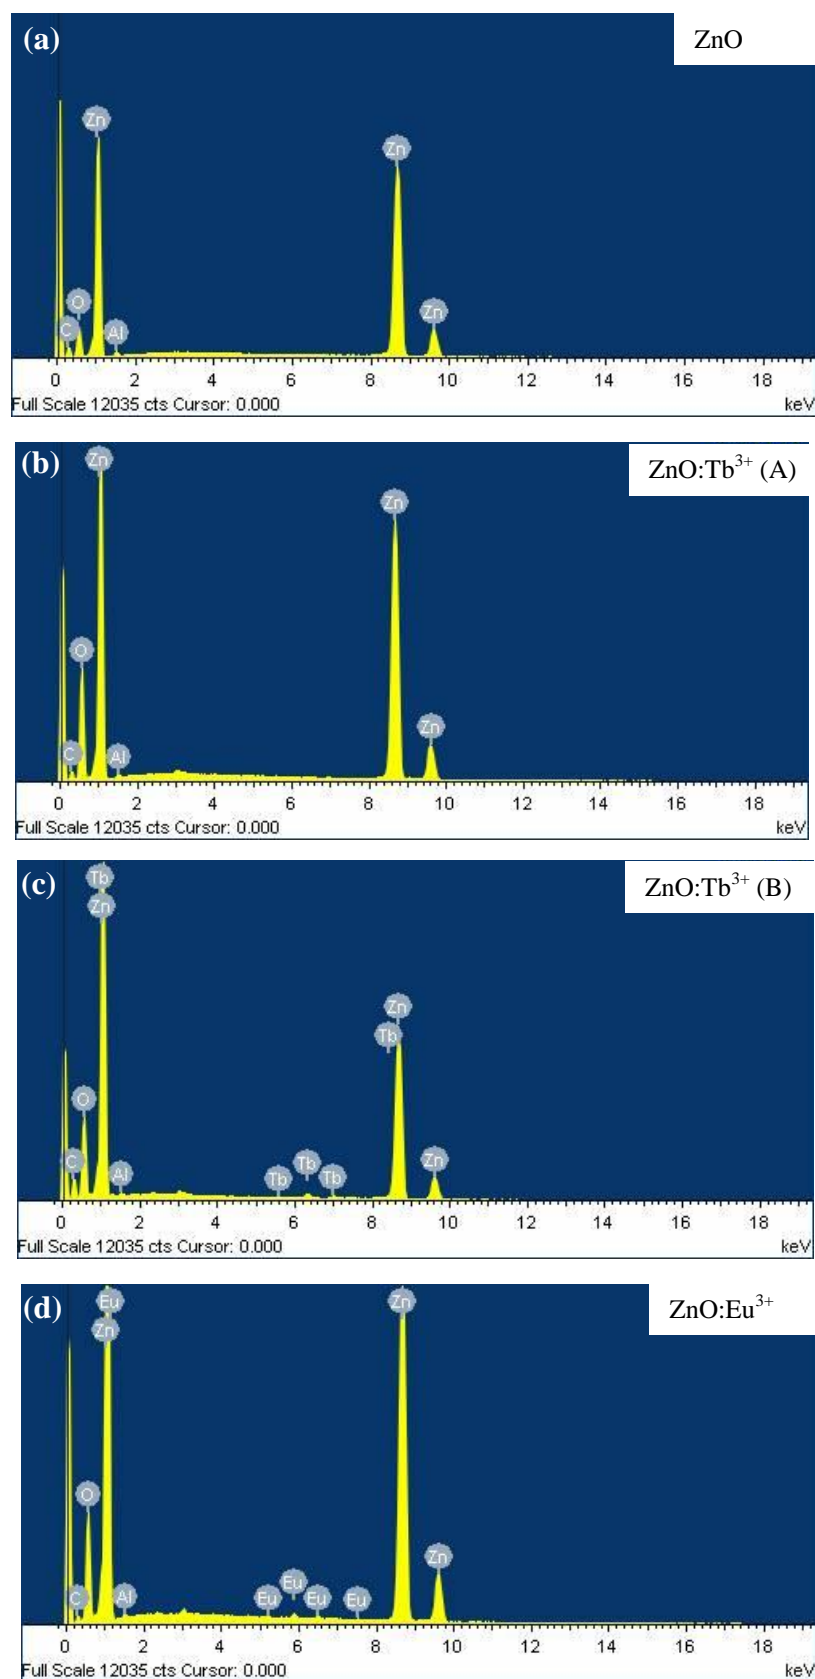 (a)
ZnO
Zn
Zn
O
Zn
C
Al
0 2 4 6 8 10 12 14 16 18
Full Scale 12035 cts Cursor: 0.000 keV
(b)
ZnO:Tb³⁺ (A)
Zn
Zn
O
Zn
C
Al
0 2 4 6 8 10 12 14 16 18
Full Scale 12035 cts Cursor: 0.000 keV
(c)
ZnO:Tb³⁺ (B)
Tb
Zn
Zn
Tb
O
C
Al
Tb
Tb
Tb
Zn
0 2 4 6 8 10 12 14 16 18
Full Scale 12035 cts Cursor: 0.000 keV
(d)
ZnO:Eu³⁺
Eu
Zn
Zn
O
Zn
C
Al
Eu
Eu
Eu
Eu
0 2 4 6 8 10 12 14 16 18
Full Scale 12035 cts Cursor: 0.000 keV